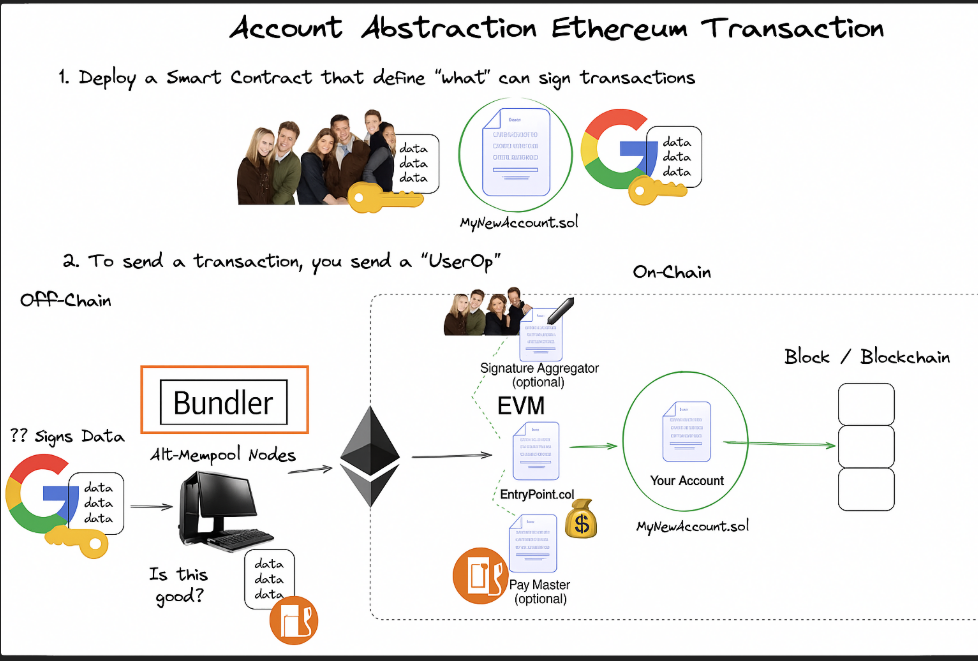 Account Abstraction Ethereum Transaction
1. Deploy a Smart Contract that define "what" can sign transactions
data
data
data
data
data
data
MyNewAccount.sol
2. To send a transaction, you send a "UserOp"
On-Chain
Off-Chain
Signature Aggregator
(optional)
EVM
Block / Blockchain
Bundler
?? Signs Data
Alt-Mempool Nodes
data
data
data
EntryPoint.col
Your Account
MyNewAccount.sol
$
Is this
good?
data
data
data
Pay Master
(optional)